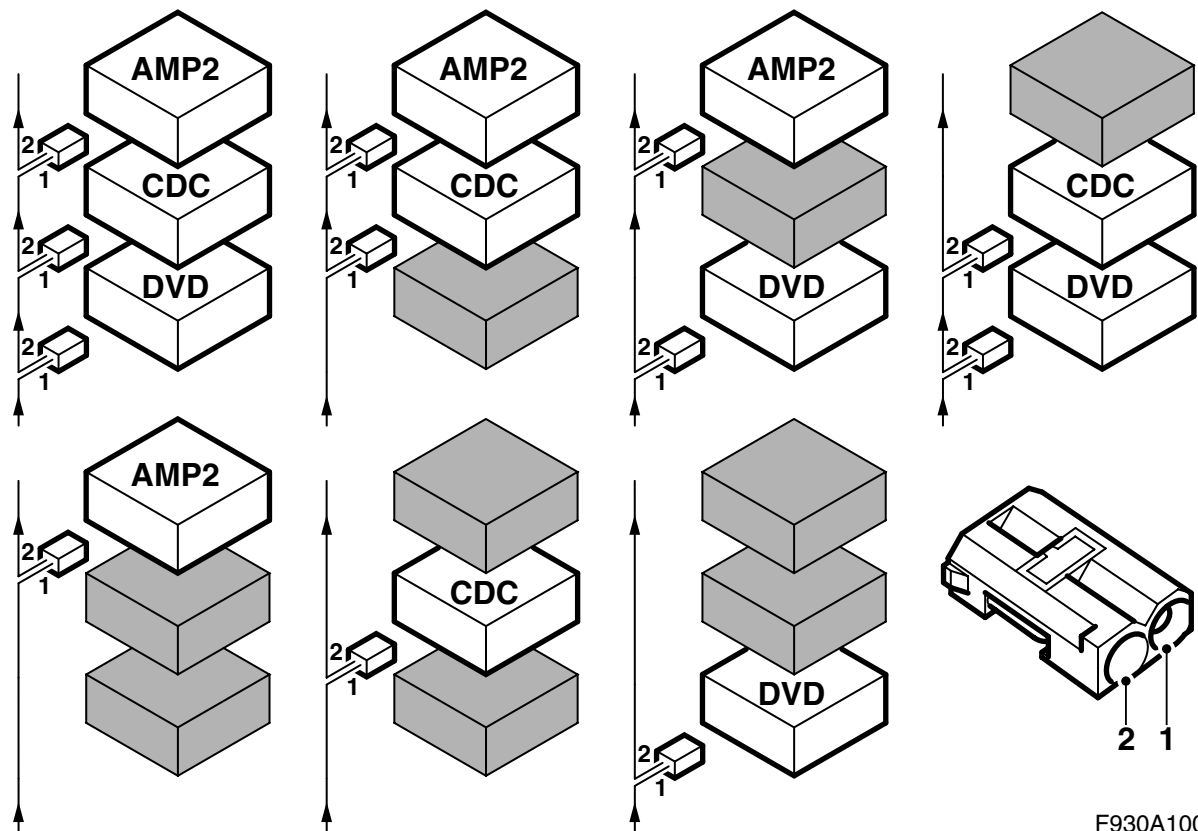 AMP2 AMP2 AMP2
2 1 2 1 2 1
CDC CDC CDC
2 1 2 1 2 1
DVD DVD DVD
2 1 2 1 2 1
AMP2
2 1
CDC
2 1
DVD
2 1
2 1
F930A100